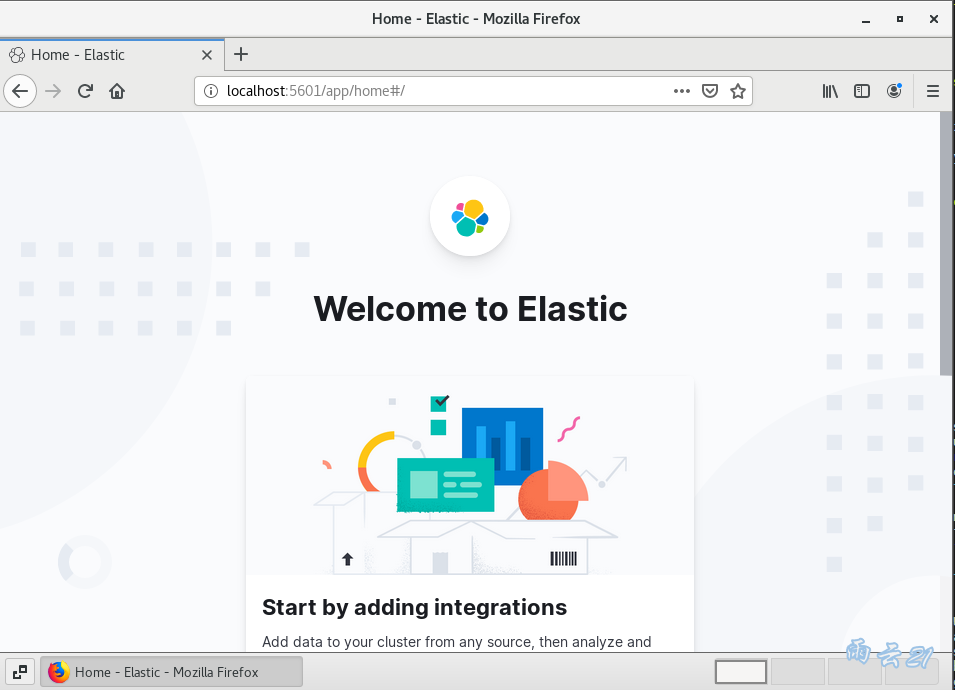 Home - Elastic - Mozilla Firefox
Home - Elastic
localhost:5601/app/home#/
Welcome to Elastic
Start by adding integrations
Add data to your cluster from any source, then analyze and
Home - Elastic - Mozilla Firefox
雨云21